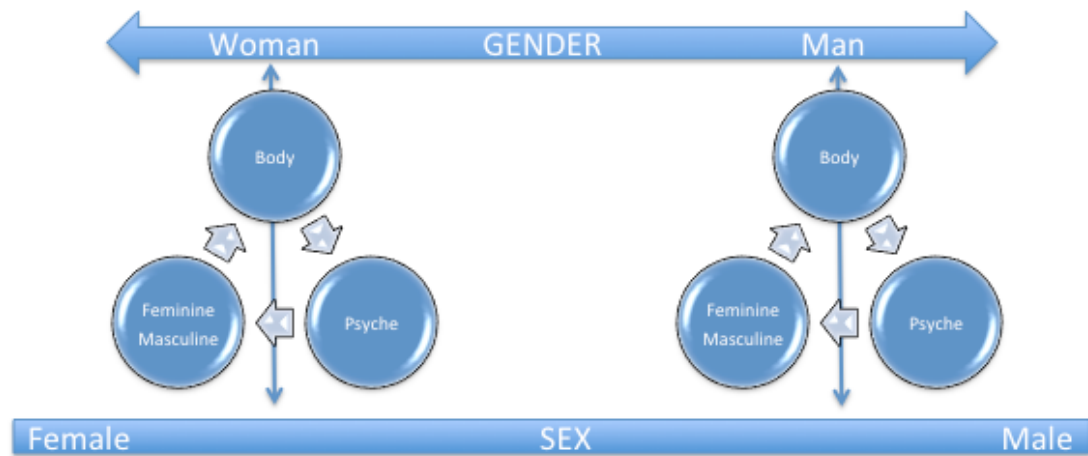 Woman GENDER Man
Body Body
Feminine
Masculine
Psyche
Feminine
Masculine
Psyche
Female SEX Male